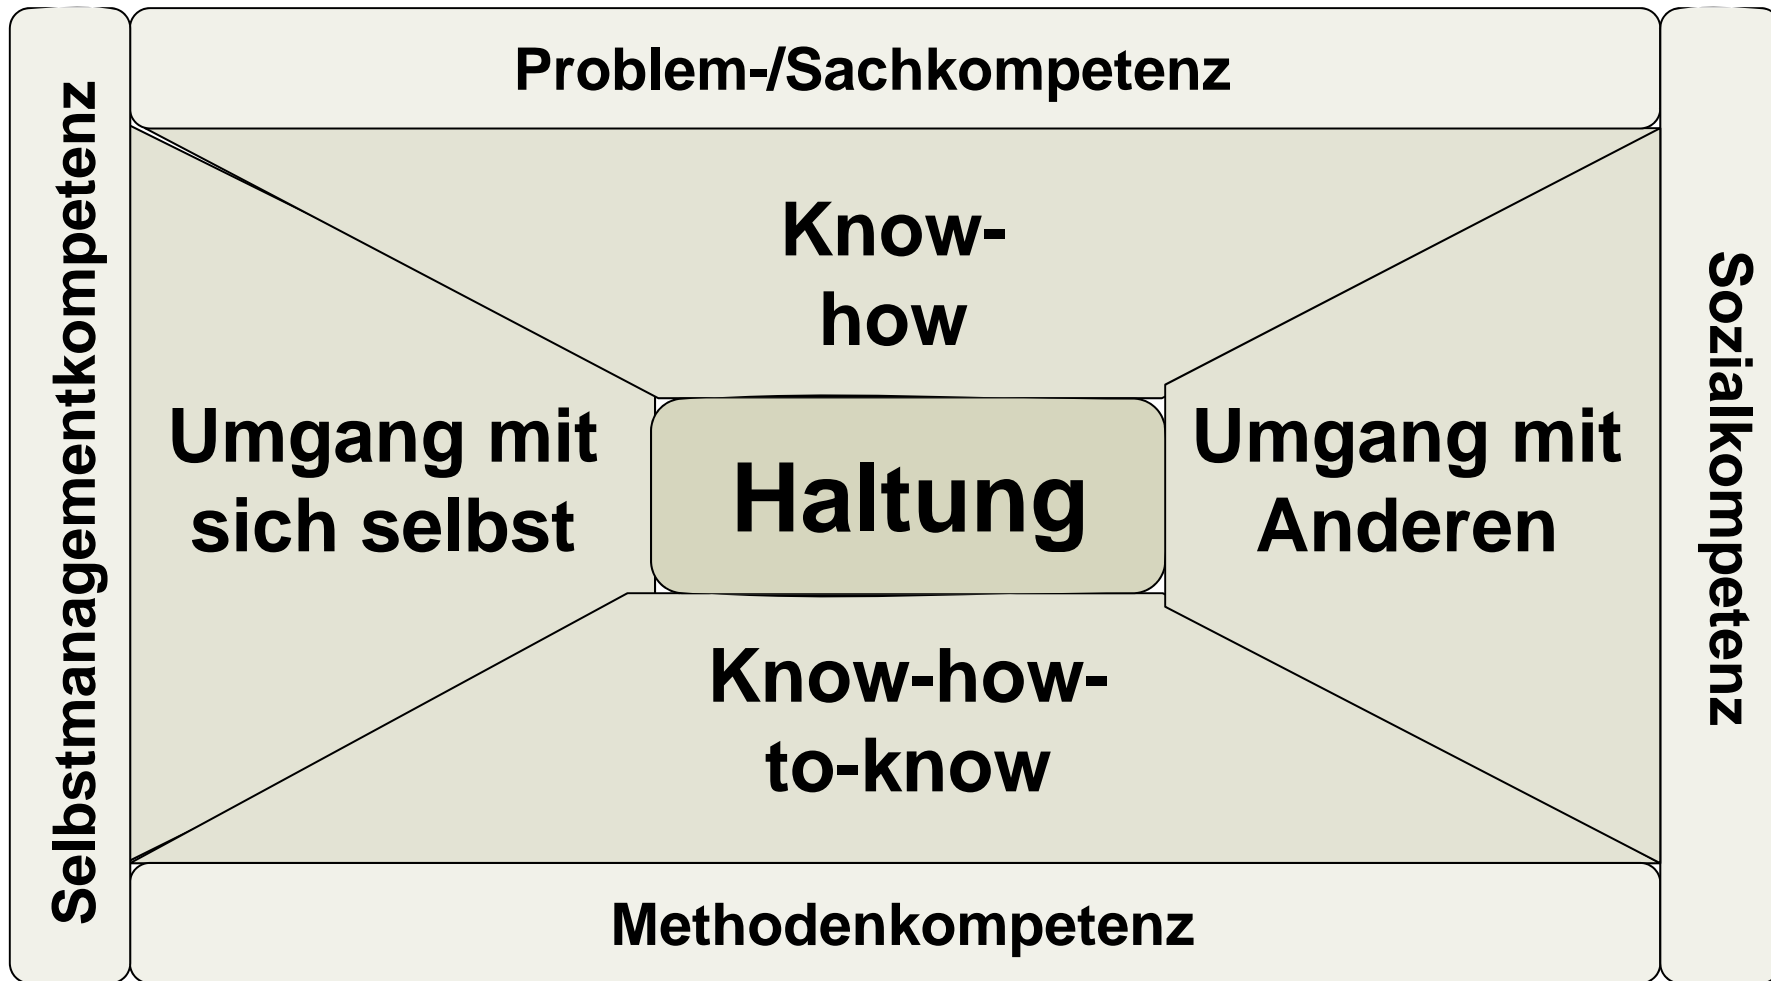 Problem-/Sachkompetenz
Selbstmanagementkompetenz
Know-
how
Sozialkompetenz
Umgang mit
sich selbst
Haltung
Umgang mit
Anderen
Know-how-
to-know
Methodenkompetenz